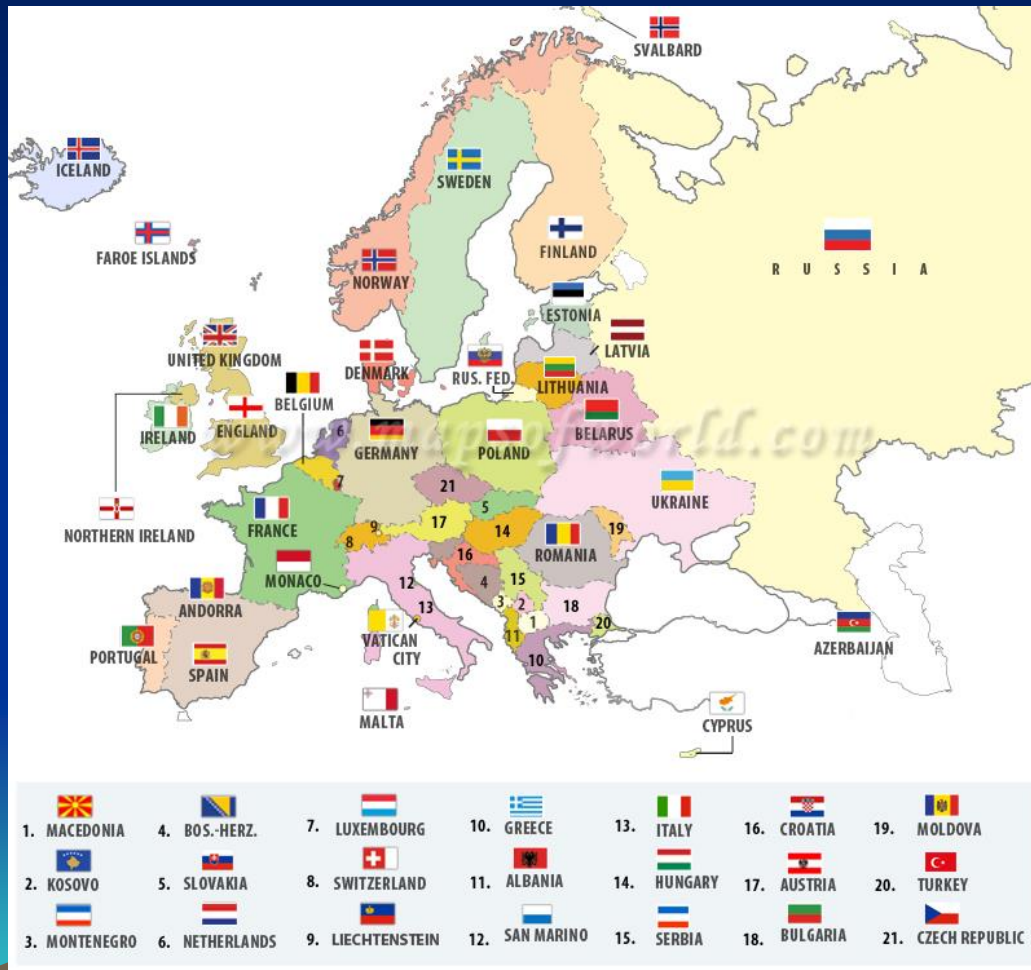 SVALBARD
ICELAND
SWEDEN
FAROE ISLANDS
FINLAND
RUSSIA
NORWAY
ESTONIA
UNITED KINGDOM
LATVIA
DENMARK
RUS. FED.
LITHUANIA
BELGIUM
IRELAND
ENGLAND
6
GERMANY
POLAND
BELARUS
www.mapsofworld.com
7
21
UKRAINE
NORTHERN IRELAND
FRANCE
5
9
17
8
14
19
ROMANIA
16
MONACO
12
4
15
ANDORRA
3
2
13
18
1
VATICAN
CITY
11
20
PORTUGAL
SPAIN
10
AZERBAIJAN
MALTA
CYPRUS
1. MACEDONIA
4. BOS.-HERZ.
7. LUXEMBOURG
10. GREECE
13. ITALY
16. CROATIA
19. MOLDOVA
2. KOSOVO
5. SLOVAKIA
8. SWITZERLAND
11. ALBANIA
14. HUNGARY
17. AUSTRIA
20. TURKEY
3. MONTENEGRO
6. NETHERLANDS
9. LIECHTENSTEIN
12. SAN MARINO
15. SERBIA
18. BULGARIA
21. CZECH REPUBLIC